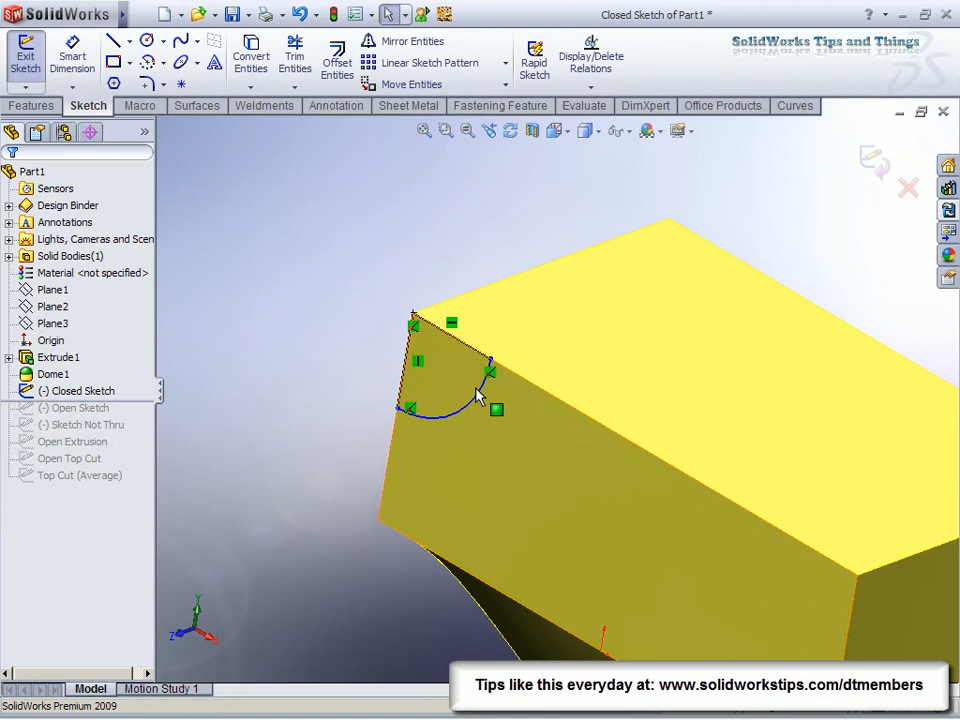 SolidWorks
Closed Sketch of Part1 *
Exit Sketch
Smart Dimension
Convert Entities
Trim Entities
Offset Entities
Mirror Entities
Linear Sketch Pattern
Move Entities
Rapid Sketch
Display/Delete Relations
SolidWorks Tips and Things
Features
Sketch
Macro
Surfaces
Weldments
Annotation
Sheet Metal
Fastening Feature
Evaluate
DimXpert
Office Products
Curves
Part1
Sensors
Design Binder
Annotations
Lights, Cameras and Scen
Solid Bodies(1)
Material <not specified>
Plane1
Plane2
Plane3
Origin
Extrude1
Dome1
(-) Closed Sketch
(-) Open Sketch
(-) Sketch Not Thru
Open Extrusion
Open Top Cut
Top Cut (Average)
Y
Z
X
Model
Motion Study 1
SolidWorks Premium 2009
Tips like this everyday at: www.solidworkstips.com/dtmembers